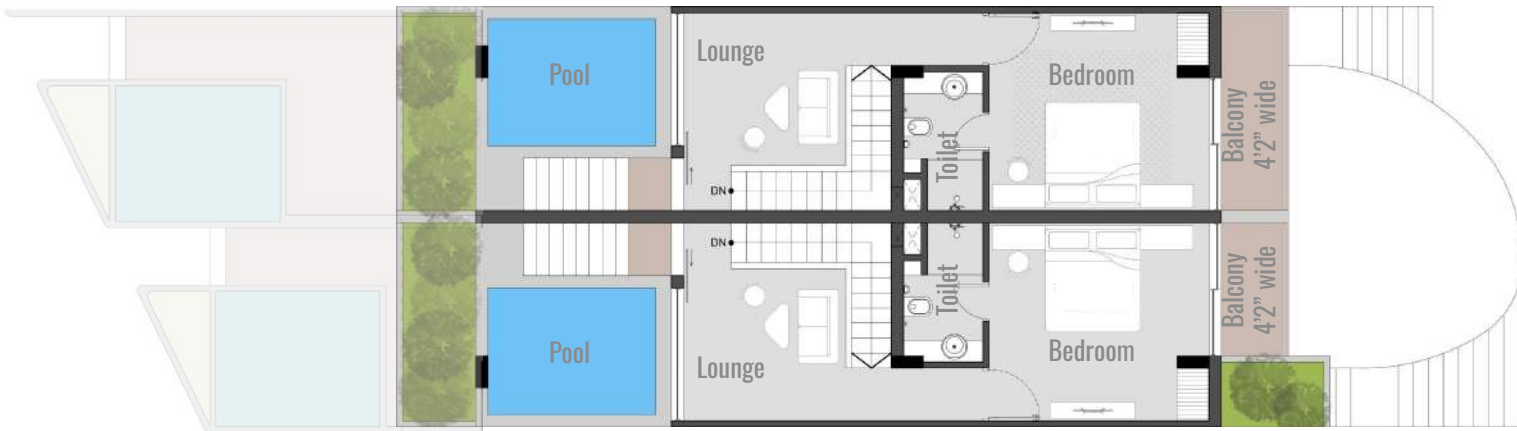 Lounge
Pool
Bedroom
Balcony
4'2" wide
Toilet
DN
DN
Toilet
Balcony
4'2" wide
Pool
Lounge
Bedroom